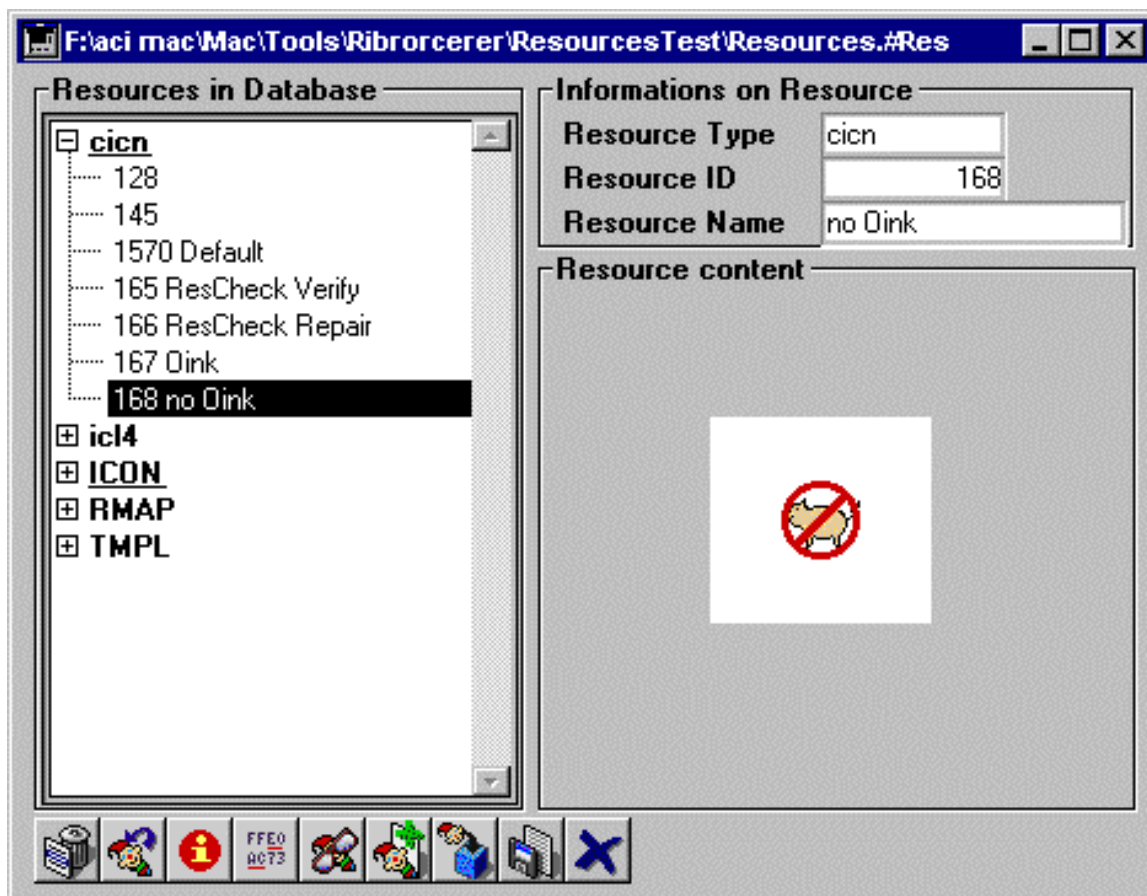 F:\aci mac\Mac\Tools\Ribrorcerer\ResourcesTest\Resources.#Res
Resources in Database
cicn
128
145
1570 Default
165 ResCheck Verify
166 ResCheck Repair
167 Oink
168 no Oink
icl4
ICON
RMAP
TMPL
Informations on Resource
Resource Type cicn
Resource ID 168
Resource Name no Oink
Resource content
FFEO
AC73